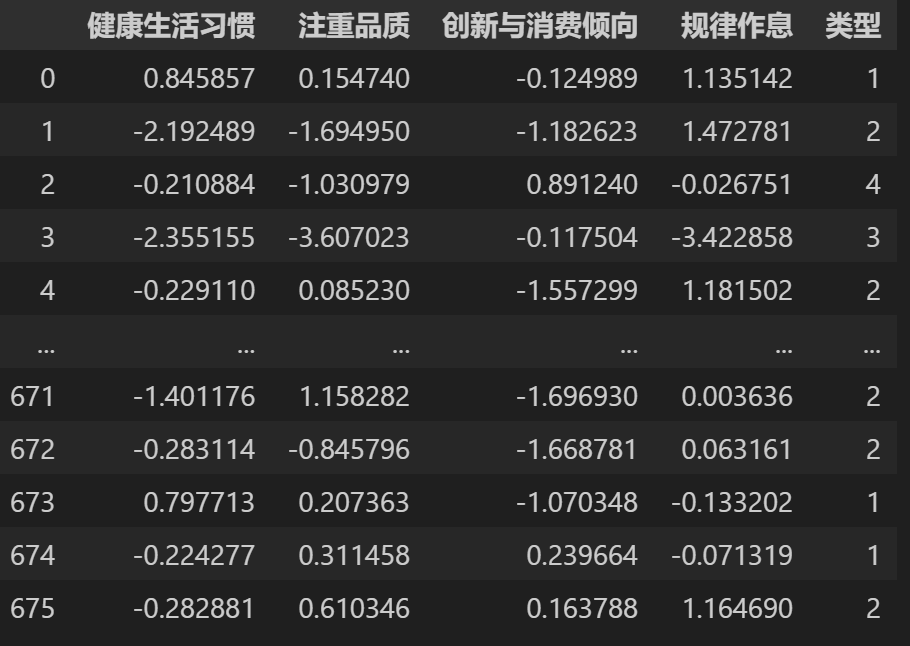 健康生活习惯 注重品质 创新与消费倾向 规律作息 类型
0 0.845857 0.154740 -0.124989 1.135142 1
1 -2.192489 -1.694950 -1.182623 1.472781 2
2 -0.210884 -1.030979 0.891240 -0.026751 4
3 -2.355155 -3.607023 -0.117504 -3.422858 3
4 -0.229110 0.085230 -1.557299 1.181502 2
... ... ... ... ... ...
671 -1.401176 1.158282 -1.696930 0.003636 2
672 -0.283114 -0.845796 -1.668781 0.063161 2
673 0.797713 0.207363 -1.070348 -0.133202 1
674 -0.224277 0.311458 0.239664 -0.071319 1
675 -0.282881 0.610346 0.163788 1.164690 2